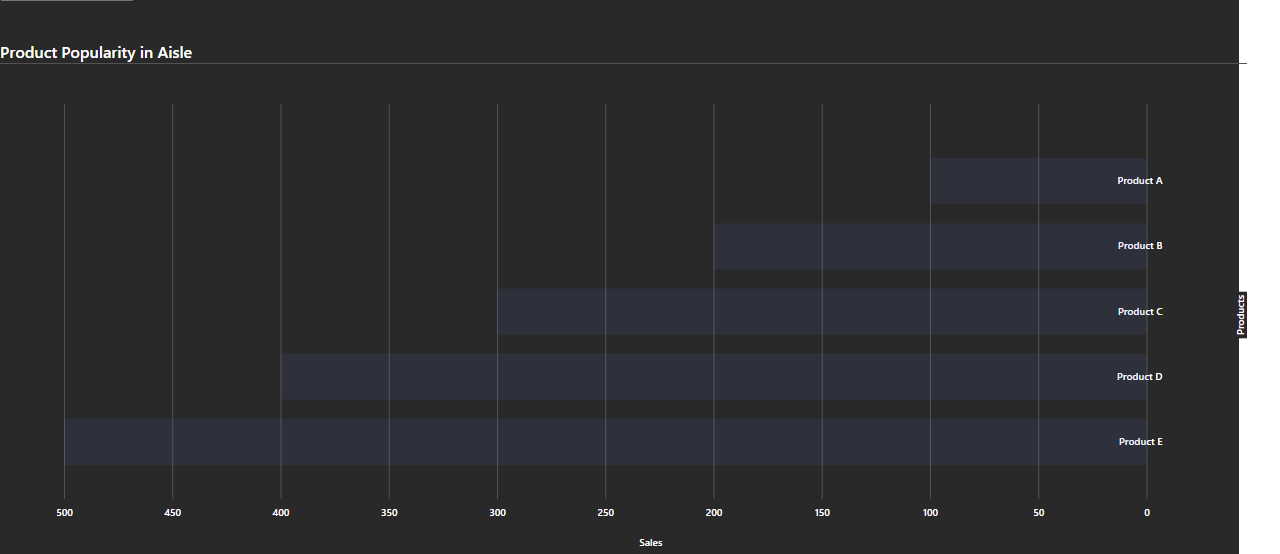 Product Popularity in Aisle
Product A
Product B
Product C
Product D
Product E
Products
500 450 400 350 300 250 200 150 100 50 0
Sales